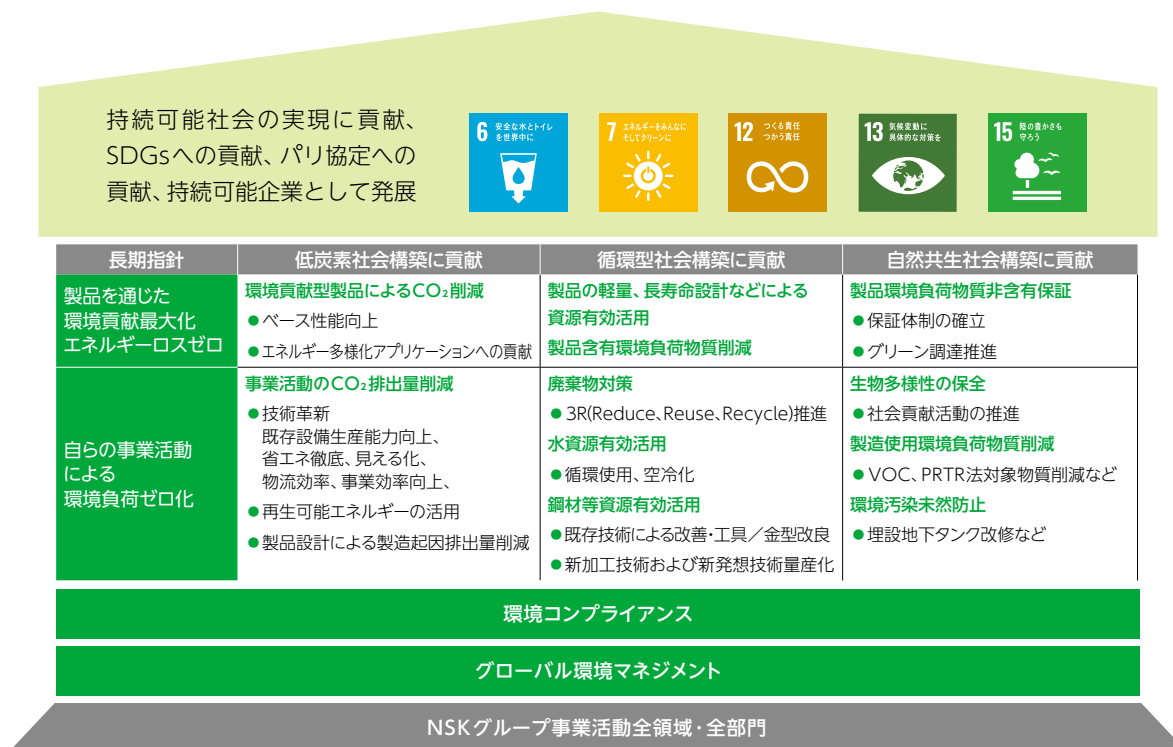 持続可能社会の実現に貢献、
SDGsへの貢献、パリ協定への
貢献、持続可能企業として発展
6 安全な水とトイレ
を世界中に
7 エネルギーをみんなに
そしてクリーンに
12 つくる責任
つかう責任
13 気候変動に
具体的な対策を
15 陸の豊かさも
守ろう
長期指針
低炭素社会構築に貢献
循環型社会構築に貢献
自然共生社会構築に貢献
製品を通じた
環境貢献最大化
エネルギーロスゼロ
環境貢献型製品によるCO₂削減
●ベース性能向上
●エネルギー多様化アプリケーションへの貢献
製品の軽量、長寿命設計などによる
資源有効活用
製品含有環境負荷物質削減
製品環境負荷物質非含有保証
●保証体制の確立
●グリーン調達推進
自らの事業活動
による
環境負荷ゼロ化
事業活動のCO₂排出量削減
●技術革新
既存設備生産能力向上、
省エネ徹底、見える化、
物流効率、事業効率向上、
●再生可能エネルギーの活用
●製品設計による製造起因排出量削減
廃棄物対策
●3R(Reduce、Reuse、Recycle)推進
水資源有効活用
●循環使用、空冷化
鋼材等資源有効活用
●既存技術による改善・工具／金型改良
●新加工技術および新発想技術量産化
生物多様性の保全
●社会貢献活動の推進
製造使用環境負荷物質削減
●VOC、PRTR法対象物質削減など
環境汚染未然防止
●埋設地下タンク改修など
環境コンプライアンス
グローバル環境マネジメント
NSKグループ事業活動全領域・全部門